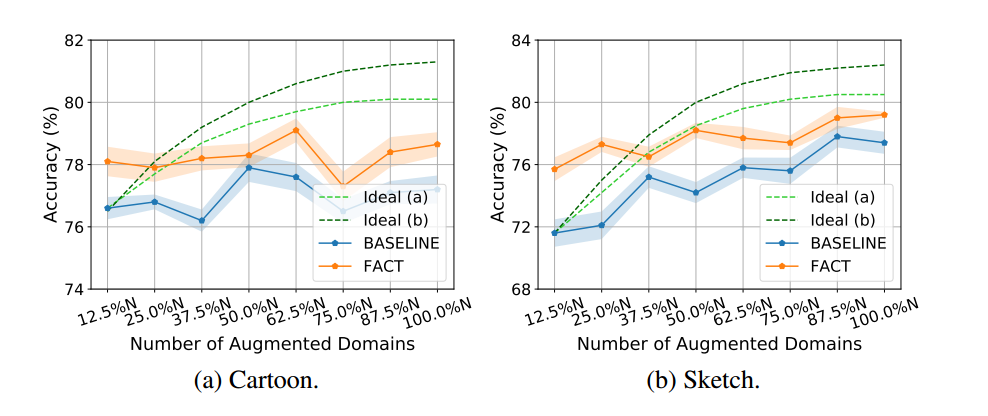 82
80
78
76
74
Accuracy (%)
Ideal (a)
Ideal (b)
BASELINE
FACT
12.5%N 25.0%N 37.5%N 50.0%N 62.5%N 75.0%N 87.5%N 100.0%N
Number of Augmented Domains
(a) Cartoon.
84
80
76
72
68
Accuracy (%)
Ideal (a)
Ideal (b)
BASELINE
FACT
12.5%N 25.0%N 37.5%N 50.0%N 62.5%N 75.0%N 87.5%N 100.0%N
Number of Augmented Domains
(b) Sketch.